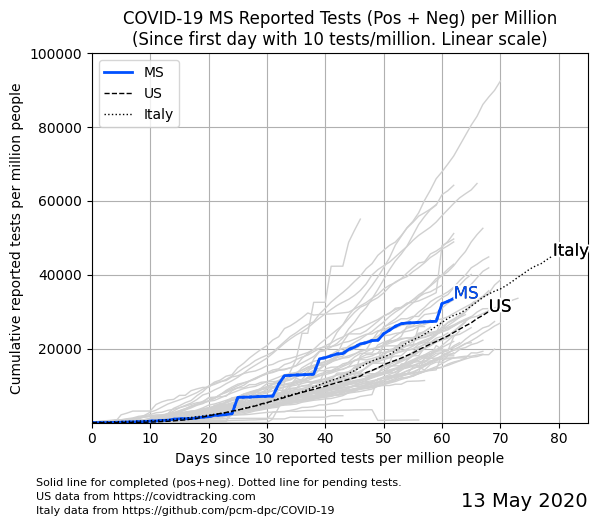 COVID-19 MS Reported Tests (Pos + Neg) per Million
(Since first day with 10 tests/million. Linear scale)
Cumulative reported tests per million people
100000
80000
60000
40000
20000
MS
US
Italy
Italy
MS
US
0 10 20 30 40 50 60 70 80
Days since 10 reported tests per million people
Solid line for completed (pos+neg). Dotted line for pending tests.
US data from https://covidtracking.com
Italy data from https://github.com/pcm-dpc/COVID-19
13 May 2020